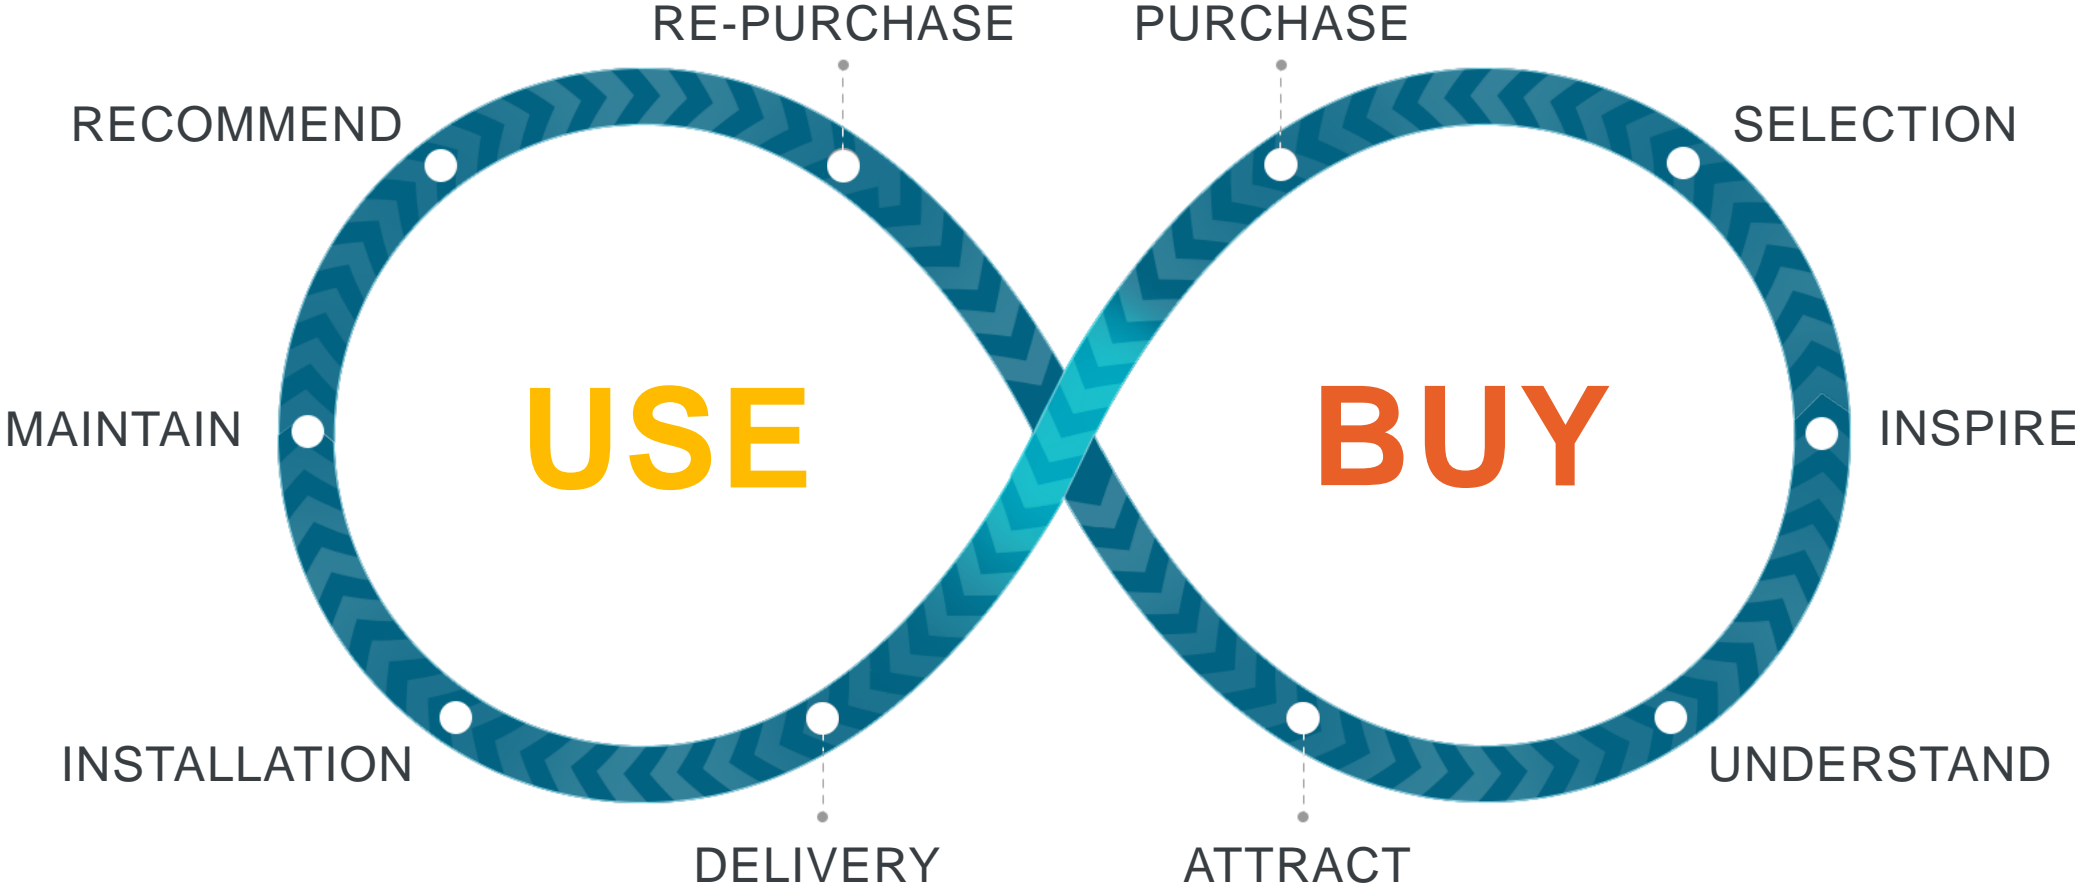 RE-PURCHASE
PURCHASE
RECOMMEND
SELECTION
USE
BUY
MAINTAIN
INSPIRE
INSTALLATION
UNDERSTAND
DELIVERY
ATTRACT